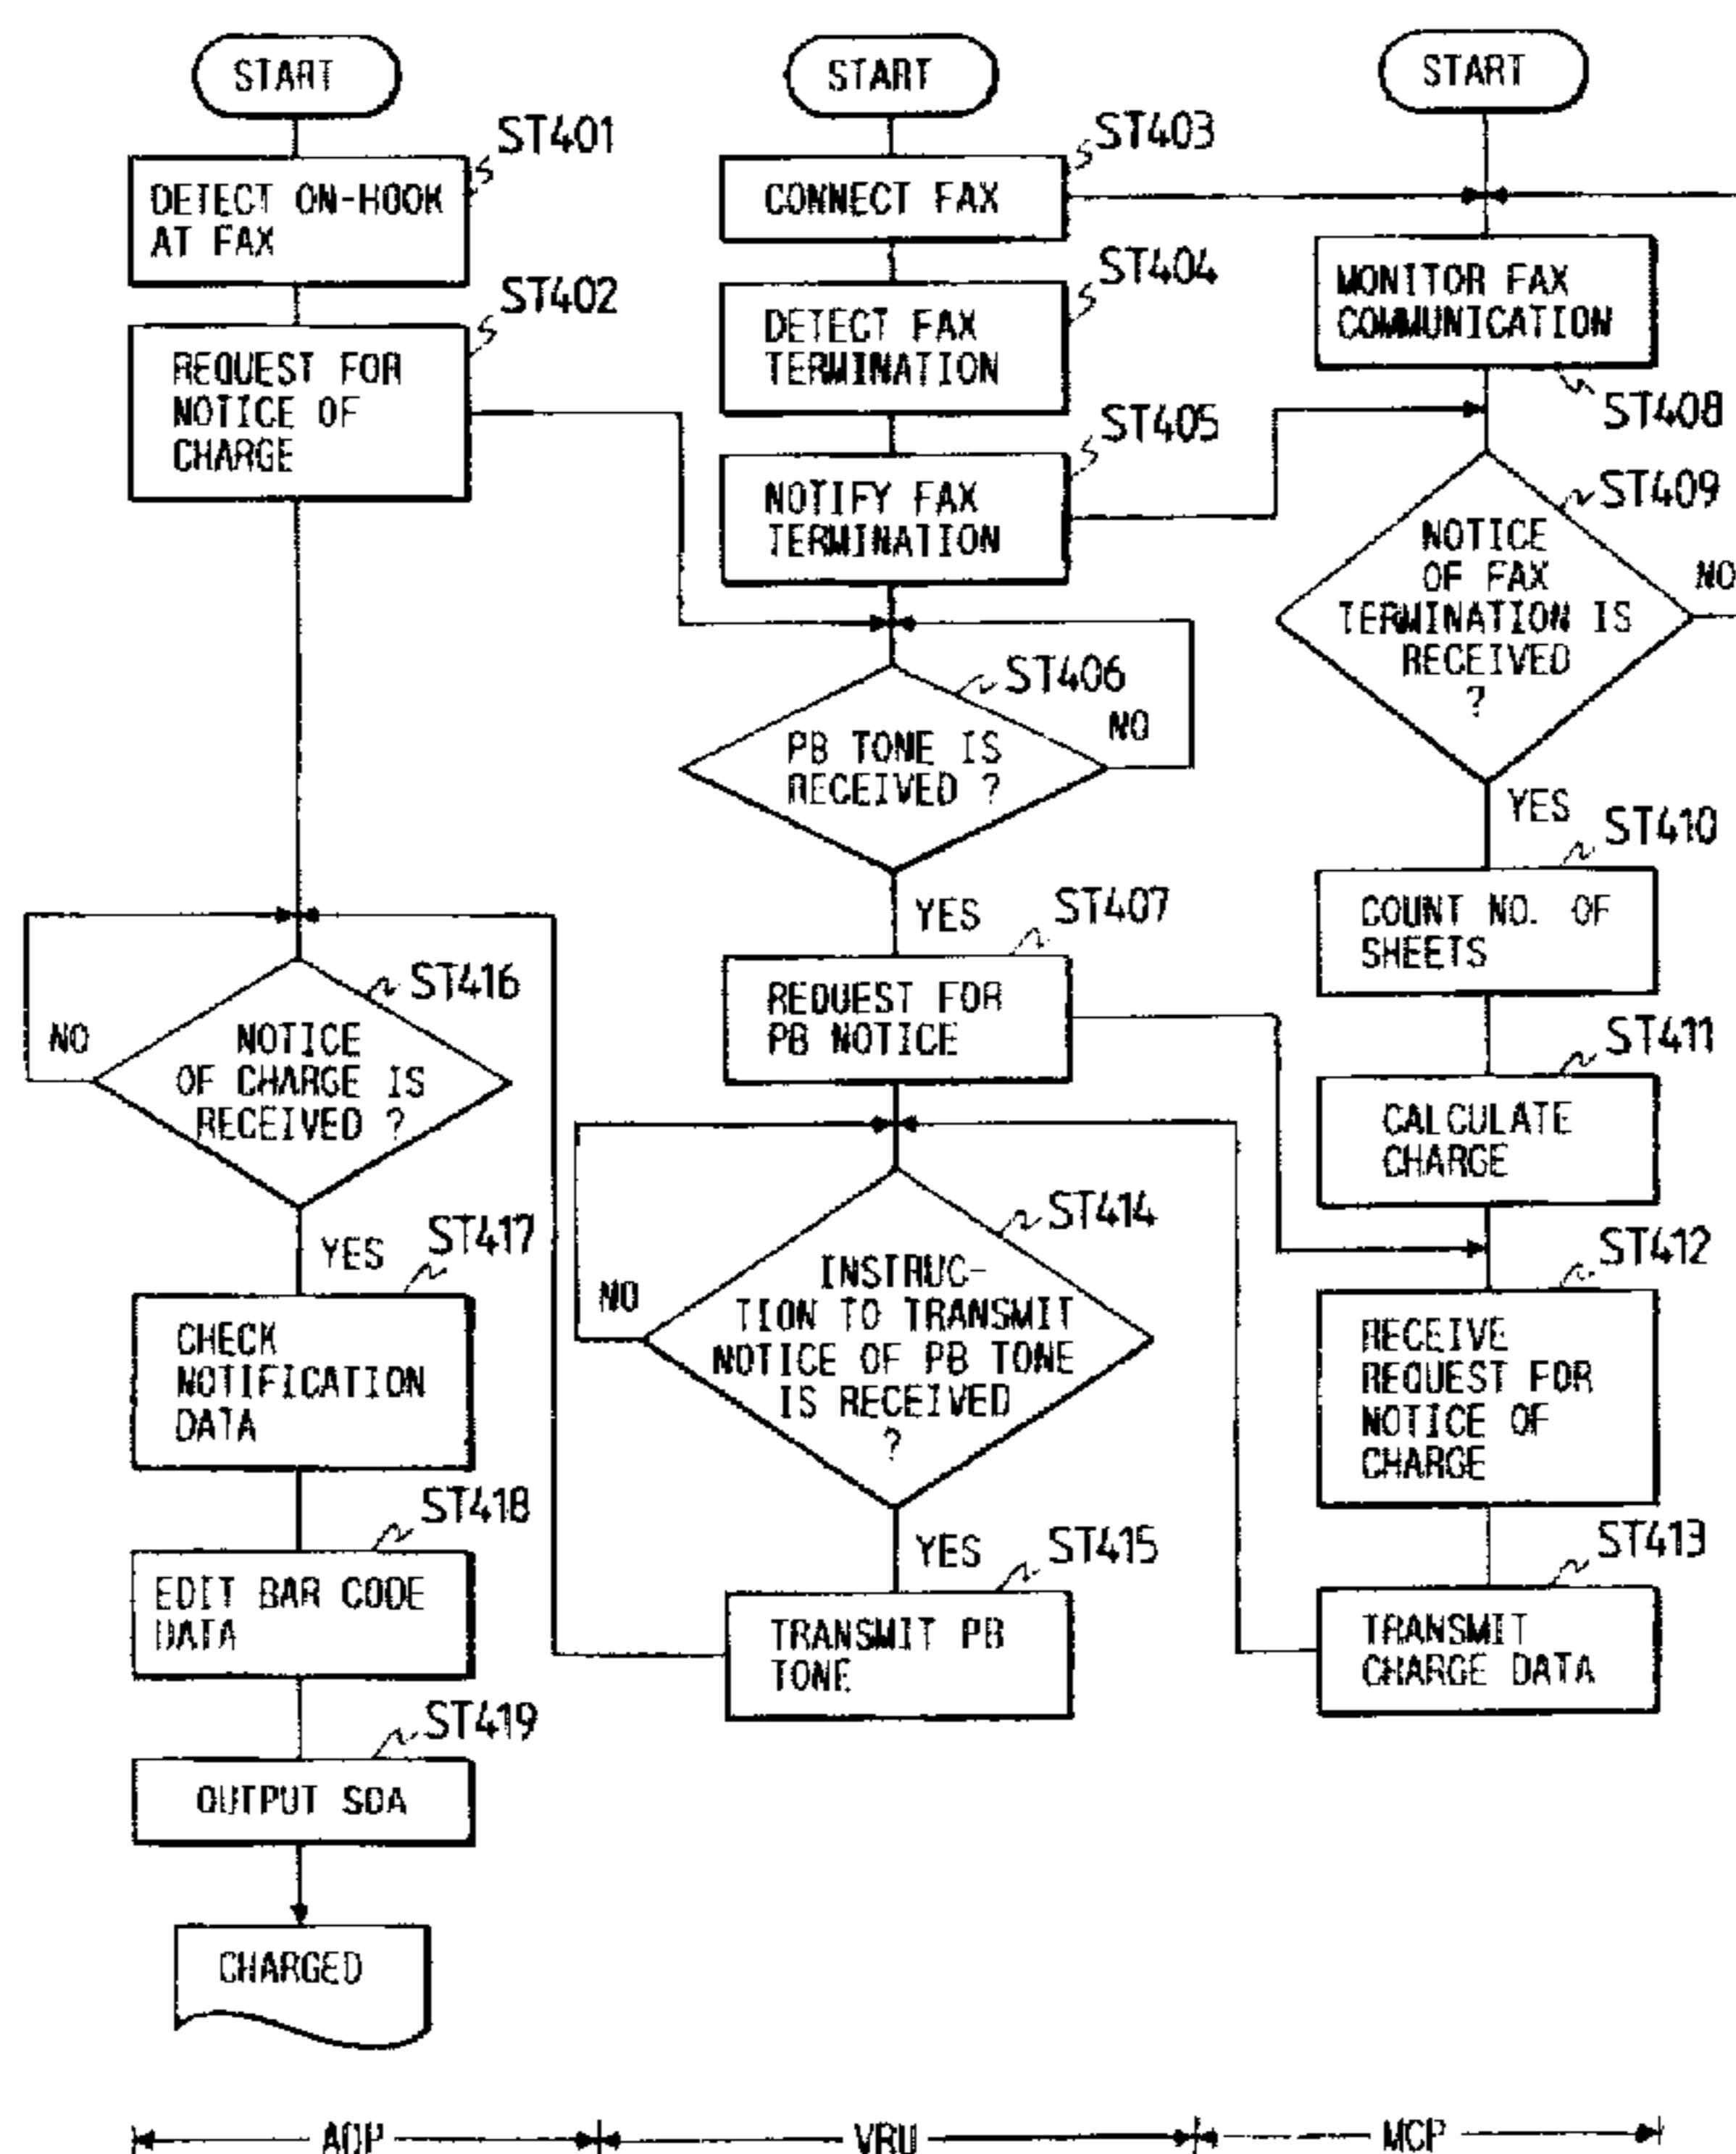 START
ST401
DETECT ON-HOOK
AT FAX
ST402
REQUEST FOR
NOTICE OF
CHARGE
ST416
NO
NOTICE
OF CHARGE IS
RECEIVED ?
YES
ST417
CHECK
NOTIFICATION
DATA
ST418
EDIT BAR CODE
DATA
ST419
OUTPUT SDA
CHARGED
START
ST403
CONNECT FAX
ST404
DETECT FAX
TERMINATION
ST405
NOTIFY FAX
TERMINATION
ST406
NO
PB TONE IS
RECEIVED ?
YES
ST407
REQUEST FOR
PB NOTICE
ST414
NO
INSTRUC-
TION TO TRANSMIT
NOTICE OF PB TONE
IS RECEIVED
?
YES
ST415
TRANSMIT PB
TONE
START
MONITOR FAX
COMMUNICATION
ST408
ST409
NOTICE
OF FAX
TERMINATION IS
RECEIVED
?
NO
YES
ST410
COUNT NO. OF
SHEETS
ST411
CALCULATE
CHARGE
ST412
RECEIVE
REQUEST FOR
NOTICE OF
CHARGE
ST413
TRANSMIT
CHARGE DATA
VRU
MCP